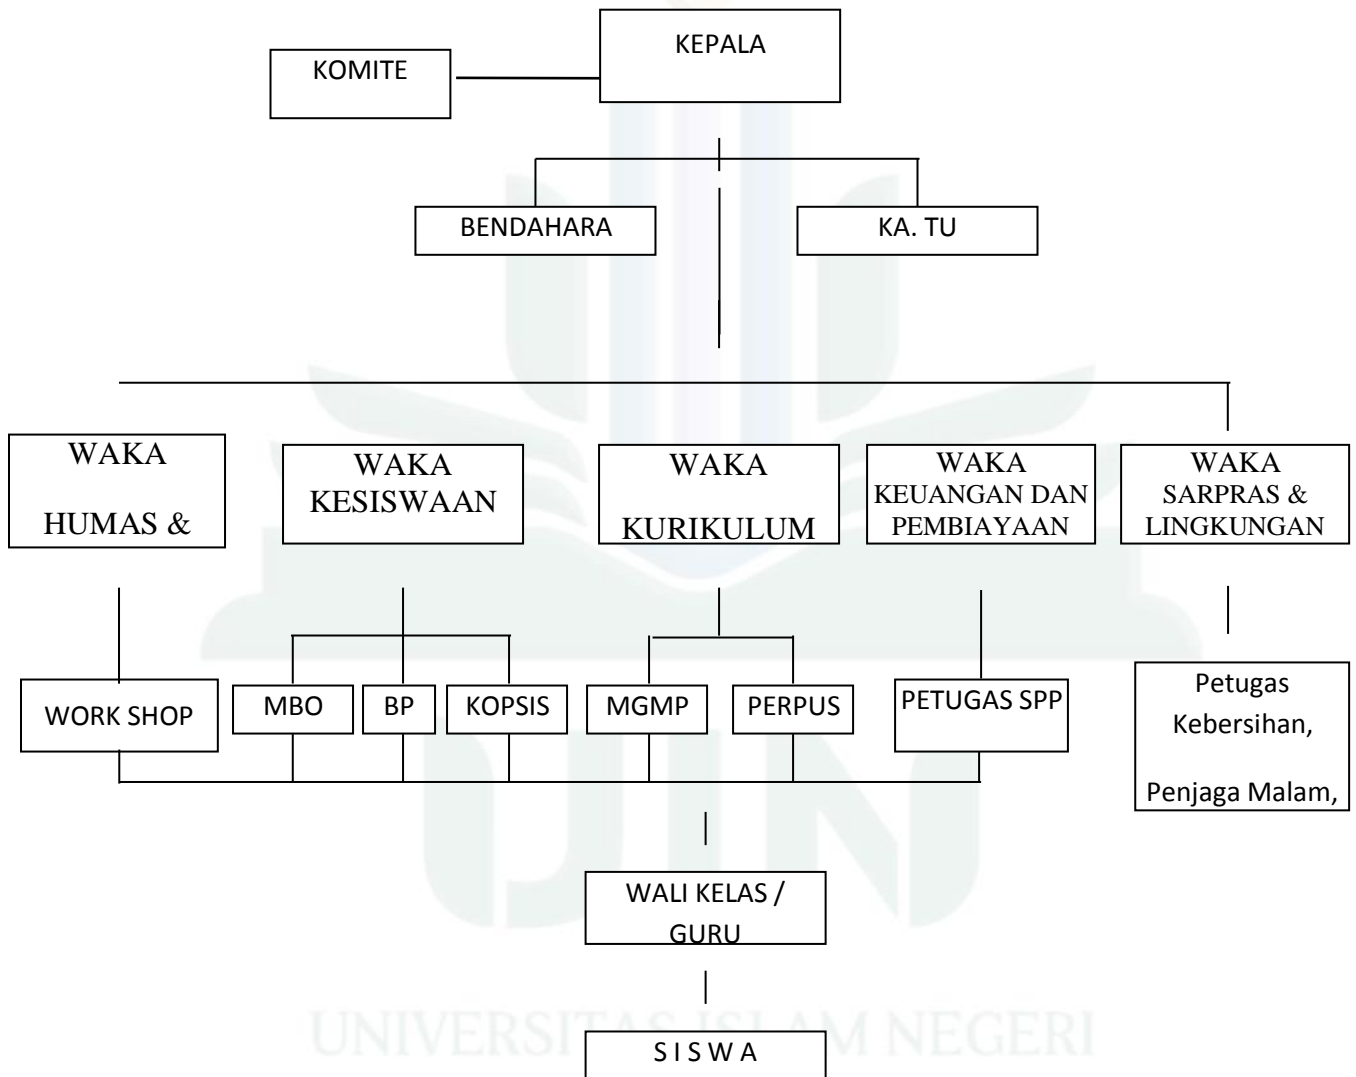 KEPALA
KOMITE
BENDAHARA
KA. TU
WAKA
HUMAS &
WAKA
KESISWAAN
WAKA
KURIKULUM
WAKA
KEUANGAN DAN
PEMBIAYAAN
WAKA
SARPRAS &
LINGKUNGAN
WORK SHOP
MBO
BP
KOPSIS
MGMP
PERPUS
PETUGAS SPP
Petugas
Kebersihan,
Penjaga Malam,
WALI KELAS /
GURU
S I S W A
UIN
UNIVERSITAS ISLAM NEGERI